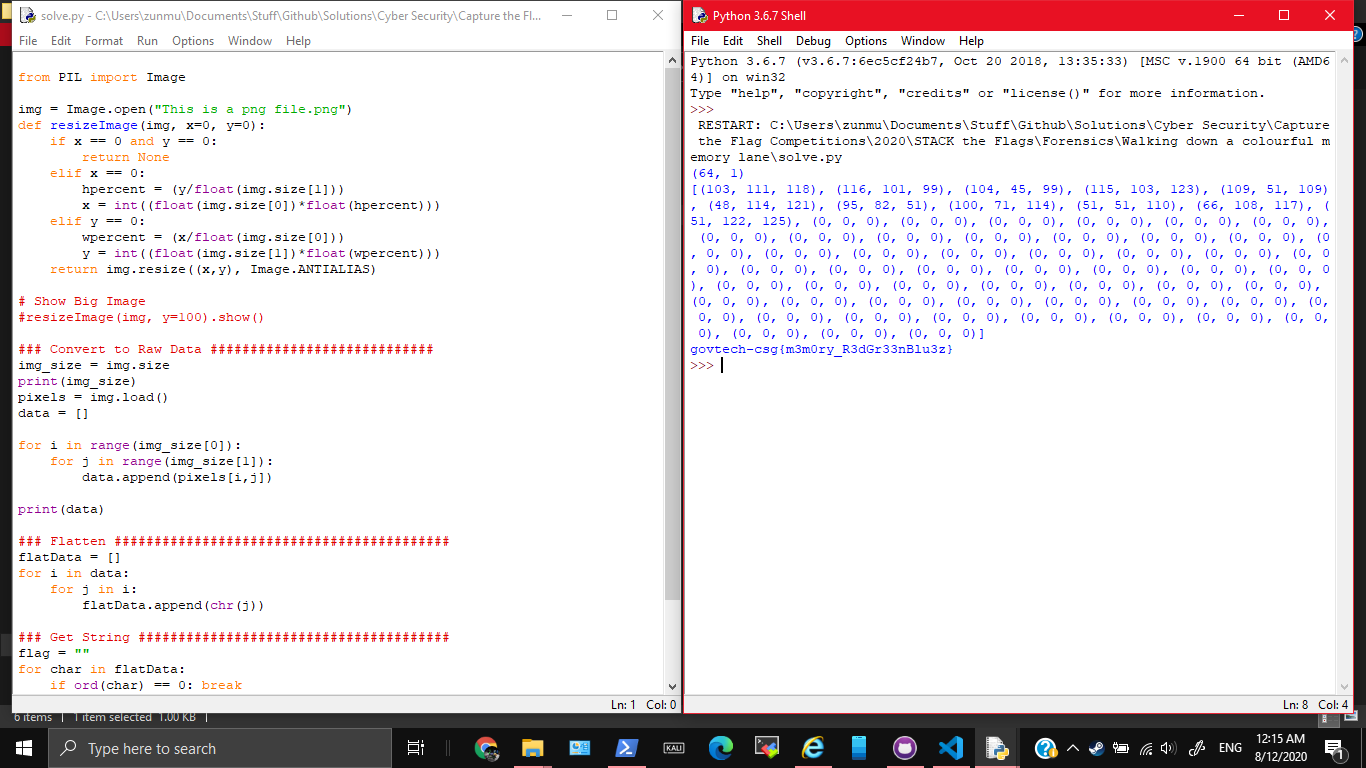 solve.py - C:\Users\zunmu\Documents\Stuff\Github\Solutions\Cyber Security\Capture the Fl...
File Edit Format Run Options Window Help
from PIL import Image
img = Image.open("This is a png file.png")
def resizeImage(img, x=0, y=0):
    if x == 0 and y == 0:
        return None
    elif x == 0:
        hpercent = (y/float(img.size[1]))
        x = int((float(img.size[0])*float(hpercent)))
    elif y == 0:
        wpercent = (x/float(img.size[0]))
        y = int((float(img.size[1])*float(wpercent)))
    return img.resize((x,y), Image.ANTIALIAS)
# Show Big Image
#resizeImage(img, y=100).show()
### Convert to Raw Data ############################
img_size = img.size
print(img_size)
pixels = img.load()
data = []
for i in range(img_size[0]):
    for j in range(img_size[1]):
        data.append(pixels[i,j])
print(data)
### Flatten ##########################################
flatData = []
for i in data:
    for j in i:
        flatData.append(chr(j))
### Get String #######################################
flag = ""
for char in flatData:
    if ord(char) == 0: break
Ln: 1 Col: 0
Python 3.6.7 Shell
File Edit Shell Debug Options Window Help
Python 3.6.7 (v3.6.7:6ec5cf24b7, Oct 20 2018, 13:35:33) [MSC v.1900 64 bit (AMD6
4)] on win32
Type "help", "copyright", "credits" or "license()" for more information.
>>>
 RESTART: C:\Users\zunmu\Documents\Stuff\Github\Solutions\Cyber Security\Capture
 the Flag Competitions\2020\STACK the Flags\Forensics\Walking down a colourful m
emory lane\solve.py
(64, 1)
[(103, 111, 118), (116, 101, 99), (104, 45, 99), (115, 103, 123), (109, 51, 109)
, (48, 114, 121), (95, 82, 51), (100, 71, 114), (51, 51, 110), (66, 108, 117), (
51, 122, 125), (0, 0, 0), (0, 0, 0), (0, 0, 0), (0, 0, 0), (0, 0, 0), (0, 0, 0),
 (0, 0, 0), (0, 0, 0), (0, 0, 0), (0, 0, 0), (0, 0, 0), (0, 0, 0), (0, 0, 0), (0
, 0, 0), (0, 0, 0), (0, 0, 0), (0, 0, 0), (0, 0, 0), (0, 0, 0), (0, 0, 0), (0, 0
, 0), (0, 0, 0), (0, 0, 0), (0, 0, 0), (0, 0, 0), (0, 0, 0), (0, 0, 0), (0, 0, 0
), (0, 0, 0), (0, 0, 0), (0, 0, 0), (0, 0, 0), (0, 0, 0), (0, 0, 0), (0, 0, 0),
(0, 0, 0), (0, 0, 0), (0, 0, 0), (0, 0, 0), (0, 0, 0), (0, 0, 0), (0, 0, 0), (0,
 0, 0), (0, 0, 0), (0, 0, 0), (0, 0, 0), (0, 0, 0), (0, 0, 0), (0, 0, 0), (0, 0,
 0), (0, 0, 0), (0, 0, 0), (0, 0, 0)]
govtech-csg{m3m0ry_R3dGr33nBlu3z}
>>>
Ln: 8 Col: 4
6 items 1 item selected 1.00 KB
Type here to search
KALI
ENG
12:15 AM
8/12/2020
1